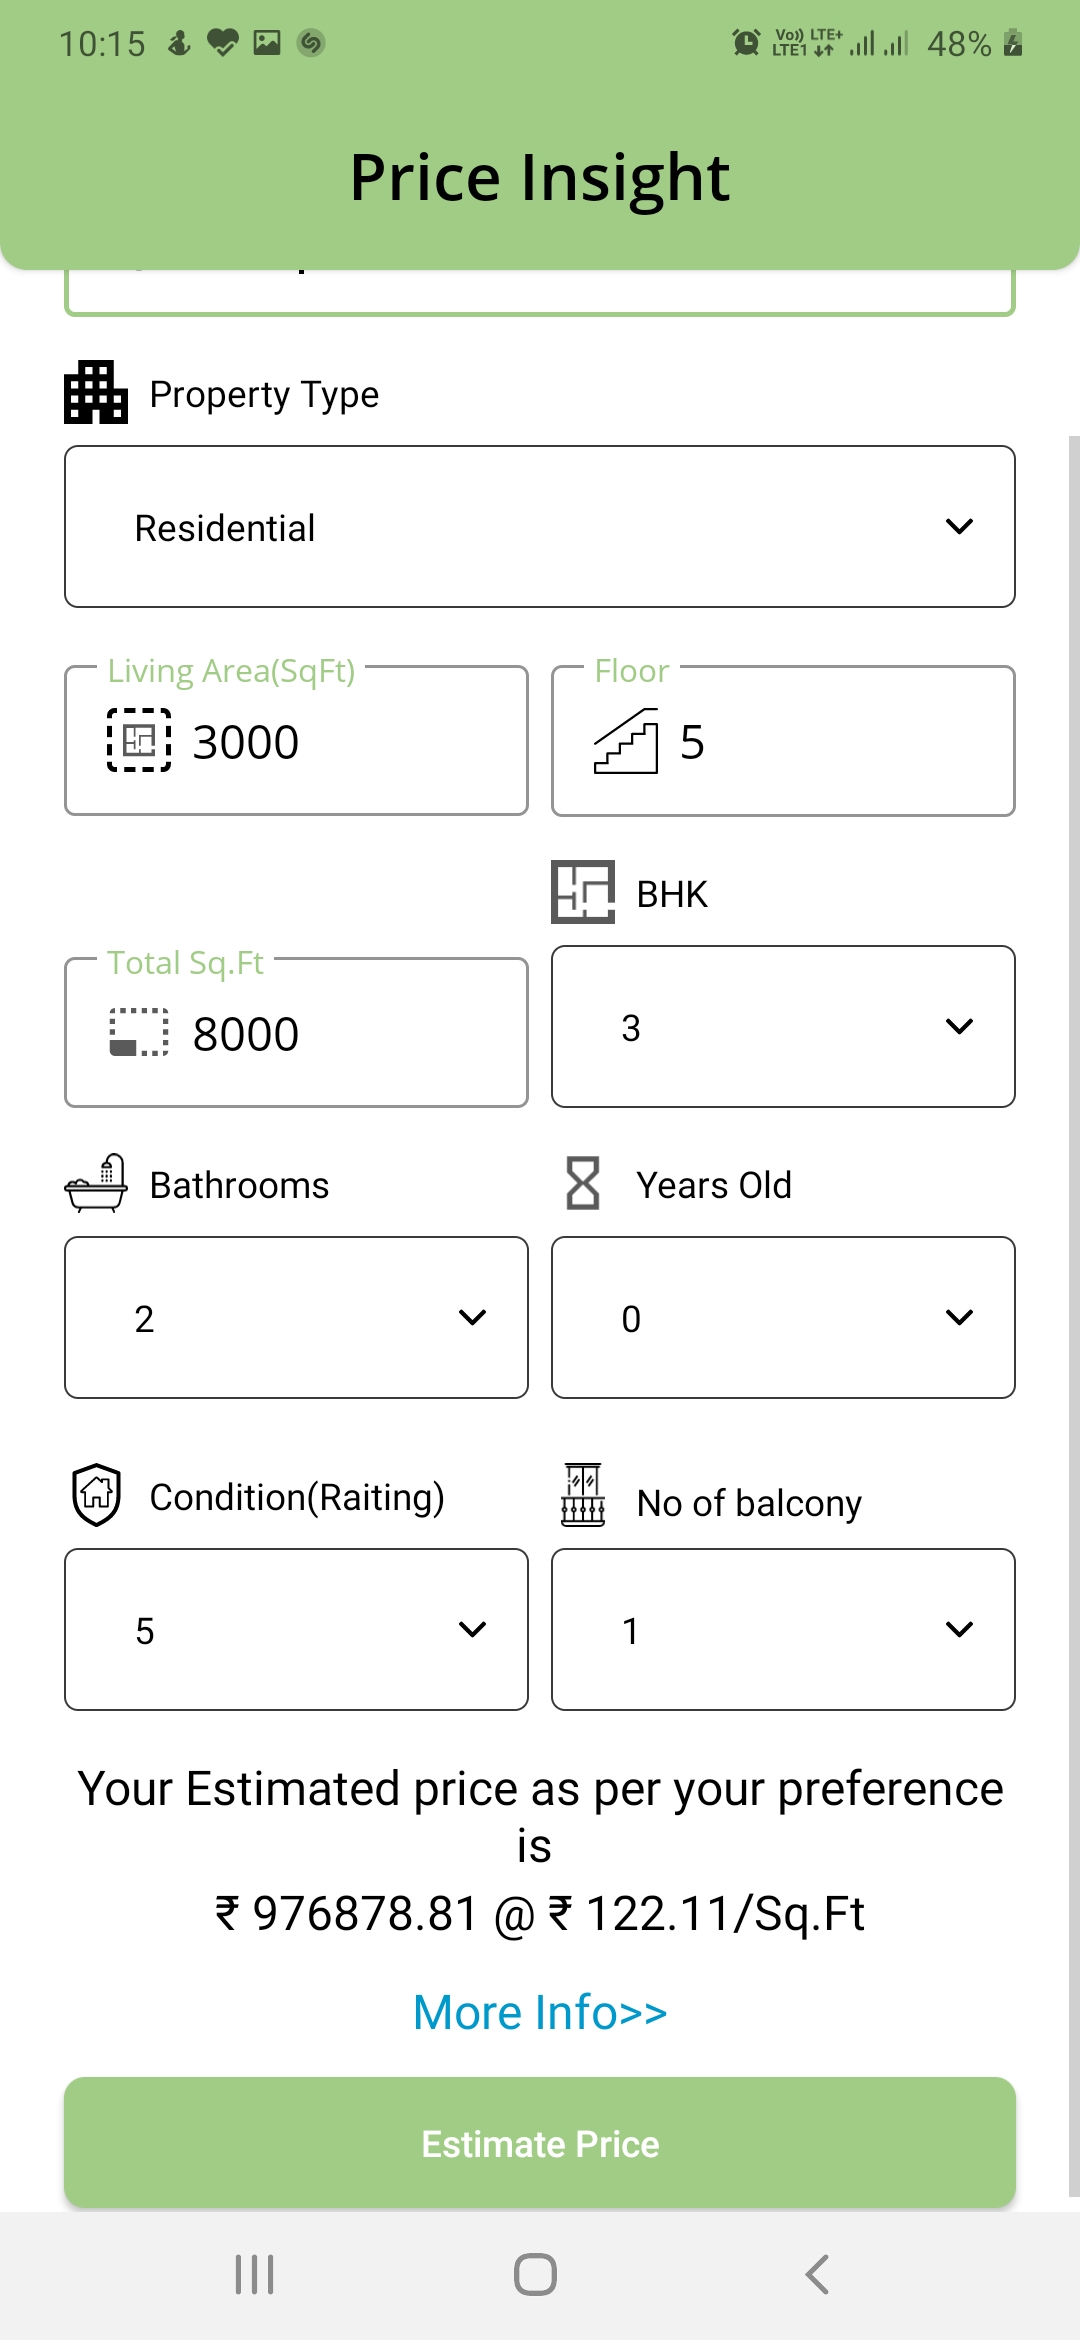 10:15
Vo)) LTE+
LTE1
48%
Price Insight
Property Type
Residential
Living Area(SqFt)
3000
Floor
5
BHK
Total Sq.Ft
8000
3
Bathrooms
Years Old
2
0
Condition(Raiting)
No of balcony
5
1
Your Estimated price as per your preference
is
₹ 976878.81 @ ₹ 122.11/Sq.Ft
More Info>>
Estimate Price